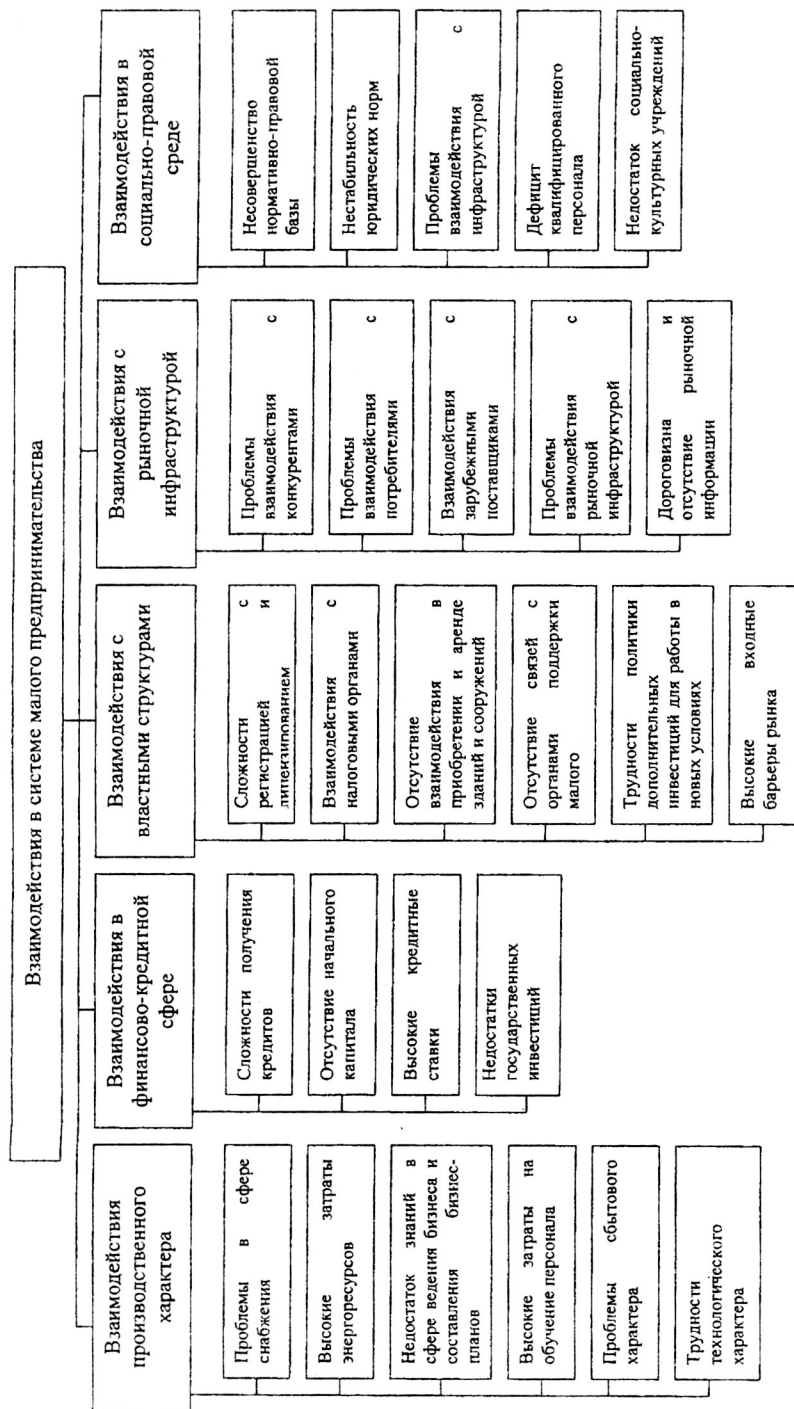 Взаимодействия в системе малого предпринимательства
Взаимодействия
производственного
характера
Проблемы в сфере
снабжения
Высокие затраты
энергоресурсов
Недостаток знаний в
сфере ведения бизнеса и
составления бизнес-
планов
Высокие затраты на
обучение персонала
Проблемы сбытового
характера
Трудности
технологического
характера
Взаимодействия в
финансово-кредитной
сфере
Сложности получения
кредитов
Отсутствие начального
капитала
Высокие кредитные
ставки
Недостатки
государственных
инвестиций
Взаимодействия с
властными структурами
Сложности с
регистрацией и
лицензированием
Взаимодействия с
налоговыми органами
Отсутствие
взаимодействия в
приобретении и аренде
зданий и сооружений
Отсутствие связей с
органами поддержки
малого
Трудности политики
дополнительных
инвестиций для работы в
новых условиях
Высокие входные
барьеры рынка
Взаимодействия с
рыночной
инфраструктурой
Проблемы
взаимодействия с
конкурентами
Проблемы
взаимодействия с
потребителями
Взаимодействия с
зарубежными
поставщиками
Проблемы
взаимодействия с
рыночной
инфраструктурой
Дороговизна и
отсутствие рыночной
информации
Взаимодействия в
социально-правовой
среде
Несовершенство
нормативно-правовой
базы
Нестабильность
юридических норм
Проблемы
взаимодействия с
инфраструктурой
Дефицит
квалифицированного
персонала
Недостаток социально-
культурных учреждений